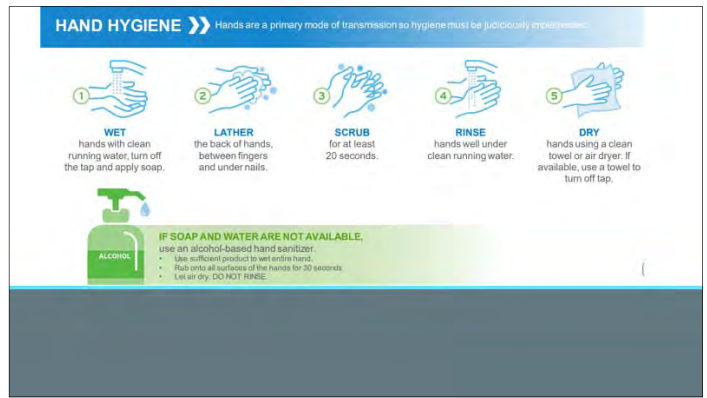 HAND HYGIENE Hands are a primary mode of transmission so hygiene must be judiciously implemented.
1 2 3 4 5
WET
hands with clean
running water, turn off
the tap and apply soap.
LATHER
the back of hands,
between fingers
and under nails.
SCRUB
for at least
20 seconds.
RINSE
hands well under
clean running water.
DRY
hands using a clean
towel or air dryer. If
available, use a towel to
turn off tap.
ALCOHOL
IF SOAP AND WATER ARE NOT AVAILABLE,
use an alcohol-based hand sanitizer.
• Use sufficient product to wet entire hand.
• Rub onto all surfaces of the hands for 30 seconds.
• Let air dry. DO NOT RINSE.